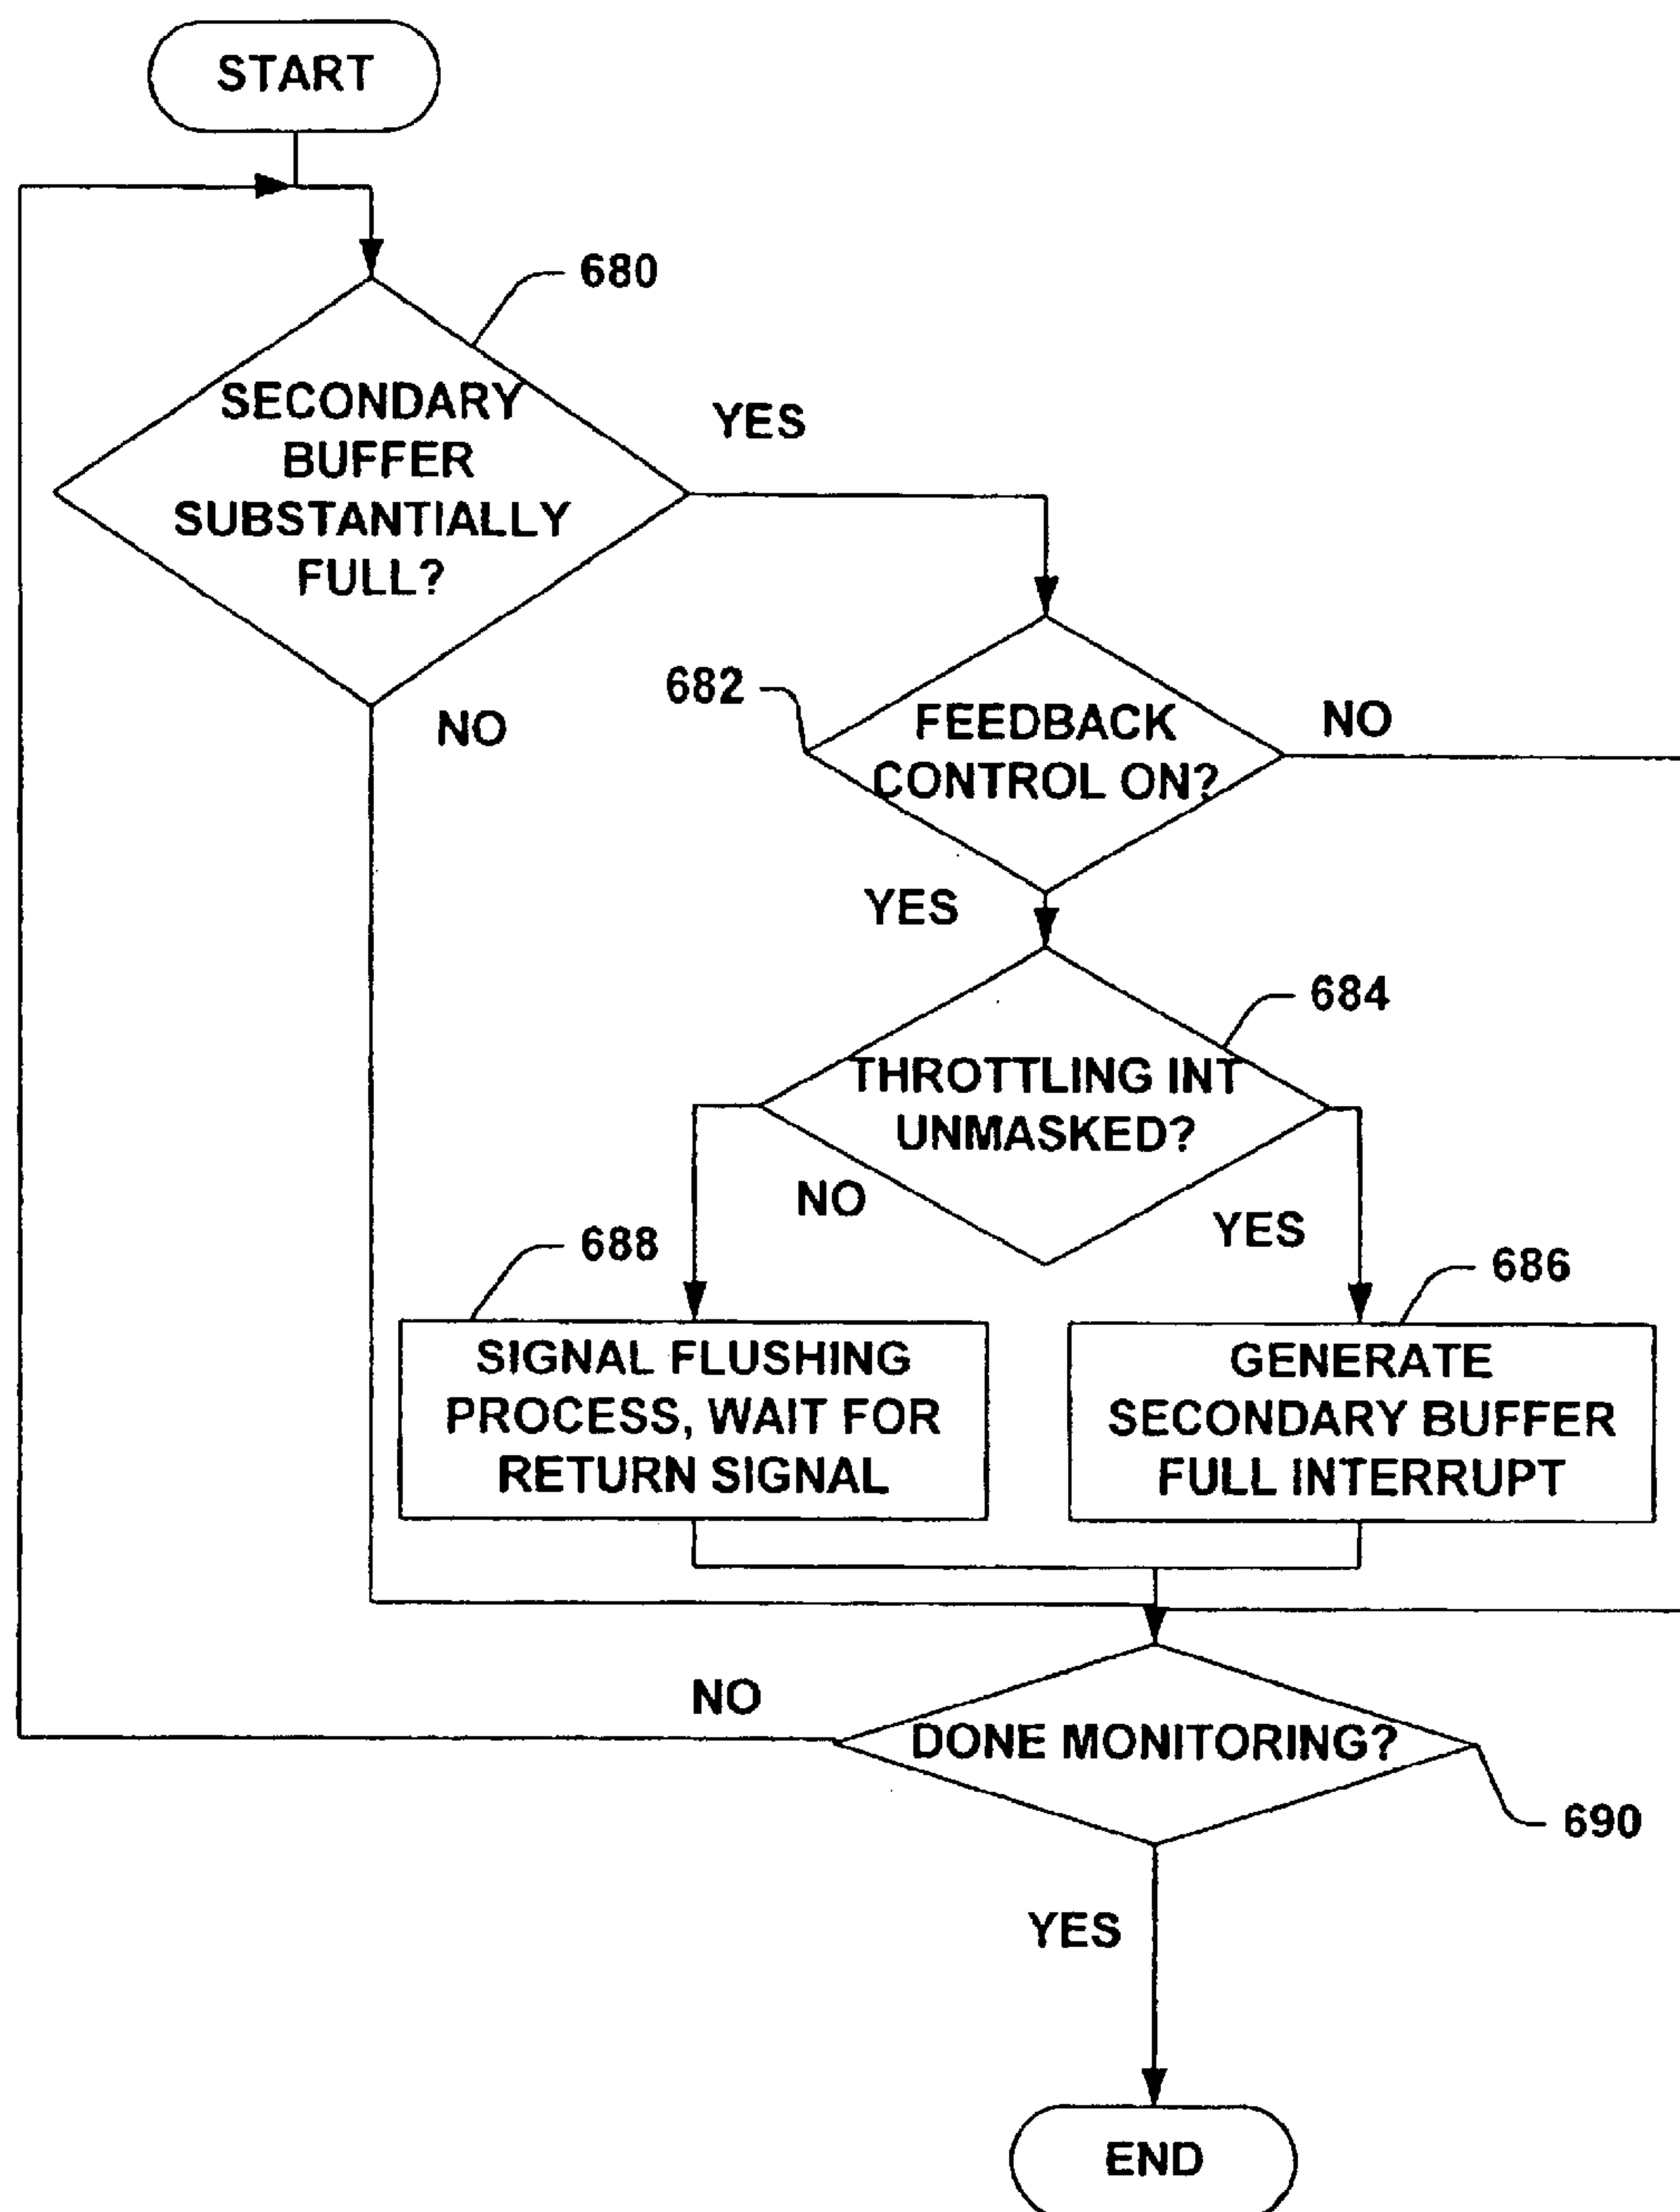 START
680
SECONDARY
BUFFER
SUBSTANTIALLY
FULL?
YES
NO
682
FEEDBACK
CONTROL ON?
NO
YES
684
THROTTLING INT
UNMASKED?
NO
YES
688
686
SIGNAL FLUSHING
PROCESS, WAIT FOR
RETURN SIGNAL
GENERATE
SECONDARY BUFFER
FULL INTERRUPT
NO
DONE MONITORING?
690
YES
END